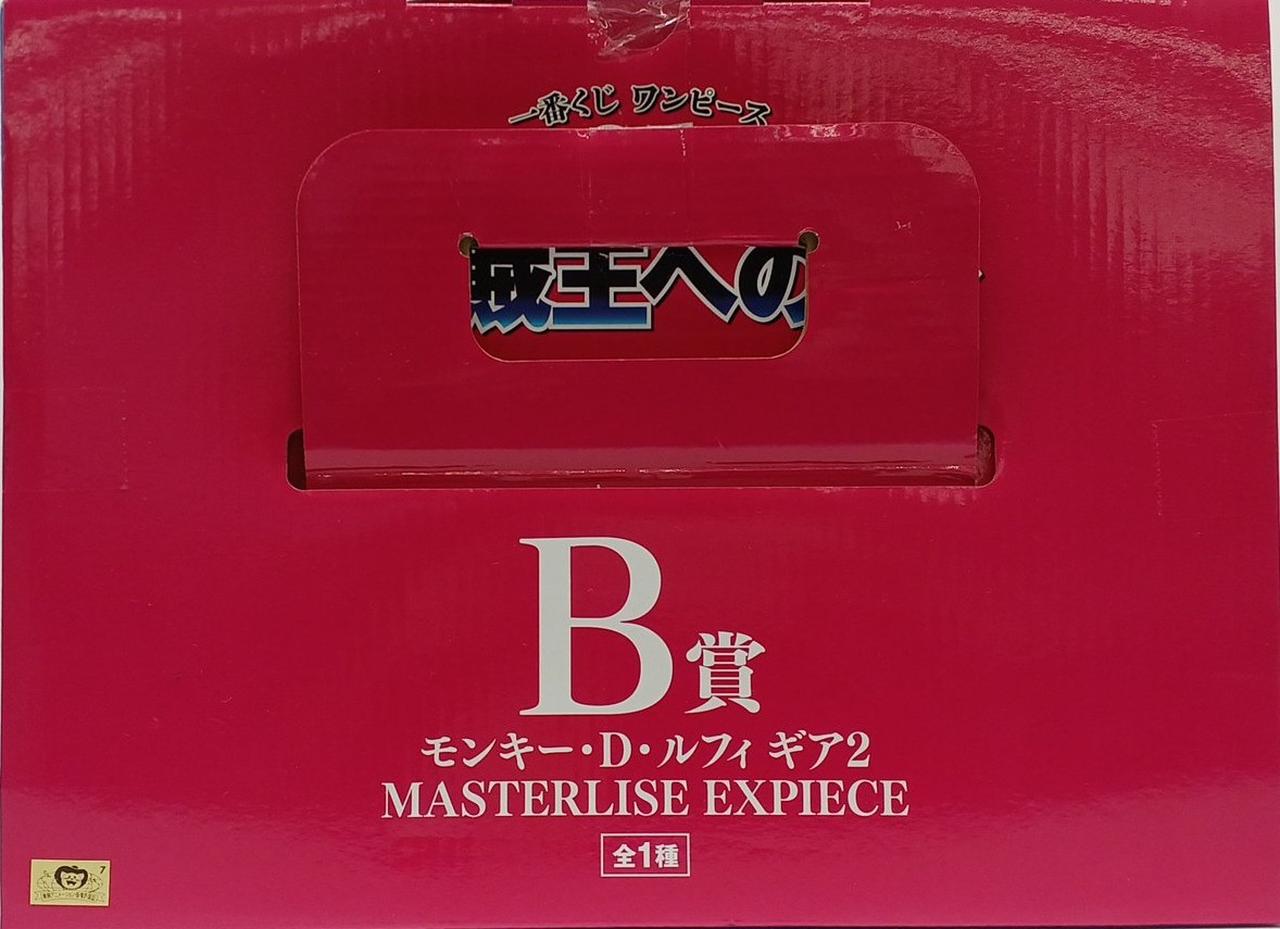 一番くじ ワンピース
賊王への
B賞
モンキー・D・ルフィ ギア2
MASTERLISE EXPIECE
全1種
7